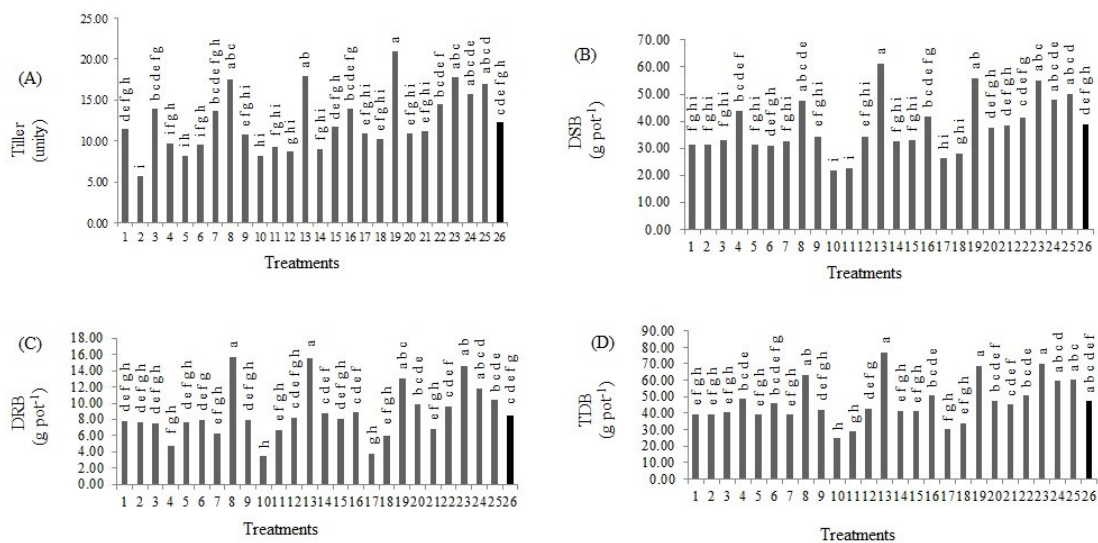 (A)
Tiller
(unity)
25.00
20.00
15.00
10.00
5.00
0.00
d e f g h
i
b c d e f g
i f g h
i h
i f g h
b c d e f g
a b c
e f g h i
h i
f g h i
g h i
a b
f g h i
d e f g h
b c d e f g
e f g h i
f g h i
a
e f g h i
e f g h i
b c d e f
a b c
a b c d e
a b c d
c d e f g h
1 2 3 4 5 6 7 8 9 10 11 12 13 14 15 16 17 18 19 20 21 22 23 24 25 26
Treatments
(B)
DSB
(g pot-1)
70.00
60.00
50.00
40.00
30.00
20.00
10.00
0.00
f g h i
f g h i
f g h i
b c d e f
f g h i
d e f g h
f g h i
a b c d e
e f g h i
i
i
e f g h i
a
f g h i
f g h i
b c d e f g
h i
g h i
a b
d e f g h
d e f g h
c d e f g
a b c
a b c d e
a b c d
d e f g h
1 2 3 4 5 6 7 8 9 10 11 12 13 14 15 16 17 18 19 20 21 22 23 24 25 26
Treatments
(C)
DRB
(g pot-1)
18.00
16.00
14.00
12.00
10.00
8.00
6.00
4.00
2.00
0.00
d e f g h
d e f g h
d e f g h
f g h
d e f g h
d e f g
e f g h
a
d e f g h
h
e f g h
c d e f g h
a
c d e f
d e f g h
c d e f
g h
e f g h
a b c
b c d e
e f g h
c d e f
a b
a b c d
b c d e
c d e f g
1 2 3 4 5 6 7 8 9 10 11 12 13 14 15 16 17 18 19 20 21 22 23 24 25 26
Treatments
(D)
TDB
(g pot-1)
90.00
80.00
70.00
60.00
50.00
40.00
30.00
20.00
10.00
0.00
e f g h
e f g h
e f g h
b c d e
e f g h
b c d e f g
e f g h
a b
d e f g h
h
g h
d e f g
a
e f g h
e f g h
b c d e
f g h
f g h
a
b c d e f
c d e f
b c d e
a
a b c d
a b c
a b c d e f
1 2 3 4 5 6 7 8 9 10 11 12 13 14 15 16 17 18 19 20 21 22 23 24 25 26
Treatments